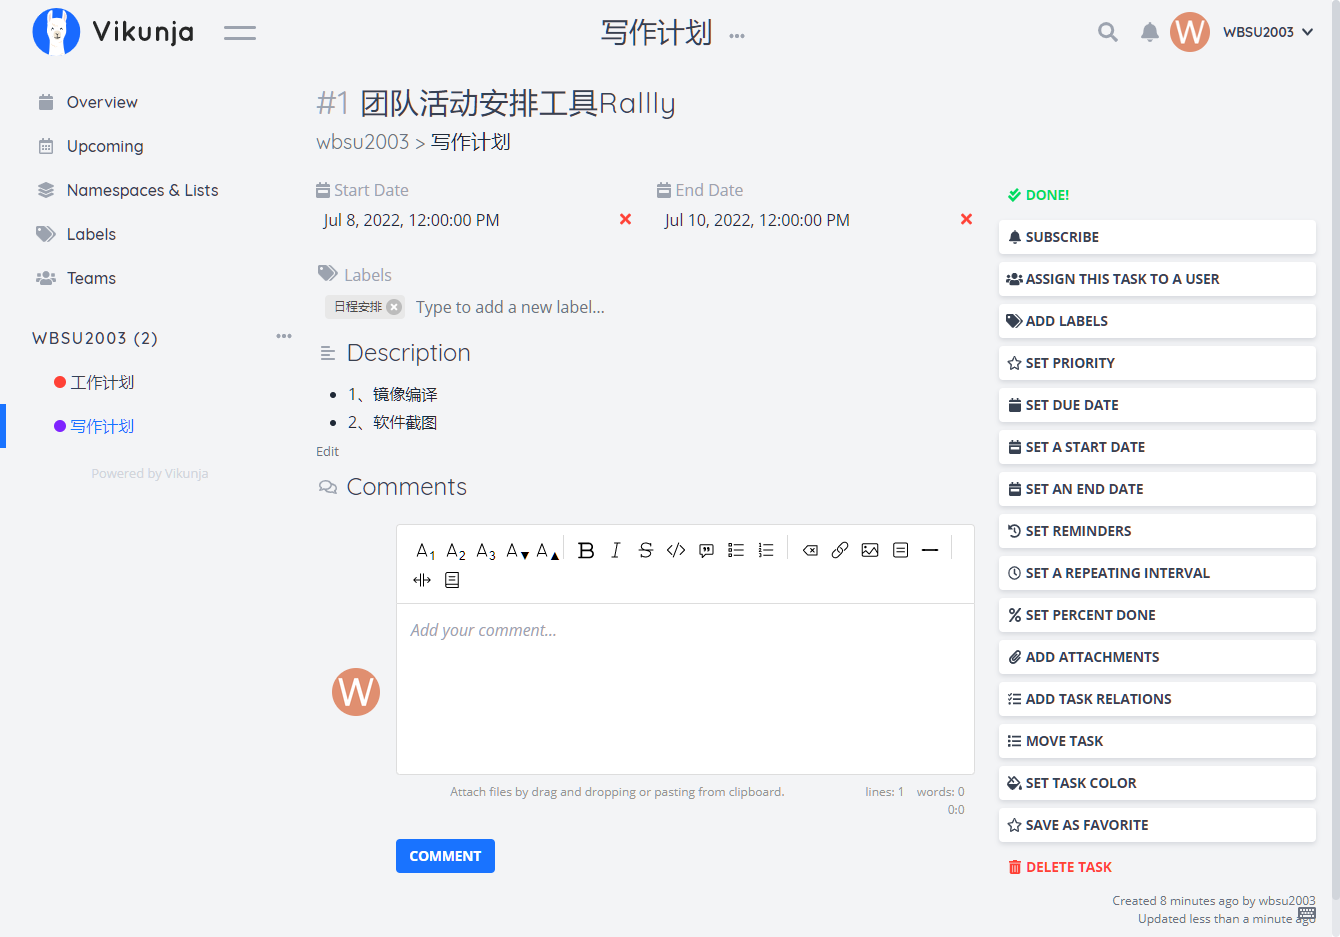 Vikunja
写作计划
W
WBSU2003
Overview
Upcoming
Namespaces & Lists
Labels
Teams
WBSU2003 (2)
工作计划
写作计划
Powered by Vikunja
#1 团队活动安排工具Rallly
wbsu2003 > 写作计划
Start Date
Jul 8, 2022, 12:00:00 PM
End Date
Jul 10, 2022, 12:00:00 PM
Labels
日程安排
Type to add a new label...
Description
1、镜像编译
2、软件截图
Edit
Comments
A1 A2 A3 A▼ A▲ B I S
Add your comment...
W
Attach files by drag and dropping or pasting from clipboard.
lines: 1 words: 0
0:0
COMMENT
DONE!
SUBSCRIBE
ASSIGN THIS TASK TO A USER
ADD LABELS
SET PRIORITY
SET DUE DATE
SET A START DATE
SET AN END DATE
SET REMINDERS
SET A REPEATING INTERVAL
SET PERCENT DONE
ADD ATTACHMENTS
ADD TASK RELATIONS
MOVE TASK
SET TASK COLOR
SAVE AS FAVORITE
DELETE TASK
Created 8 minutes ago by wbsu2003
Updated less than a minute ago